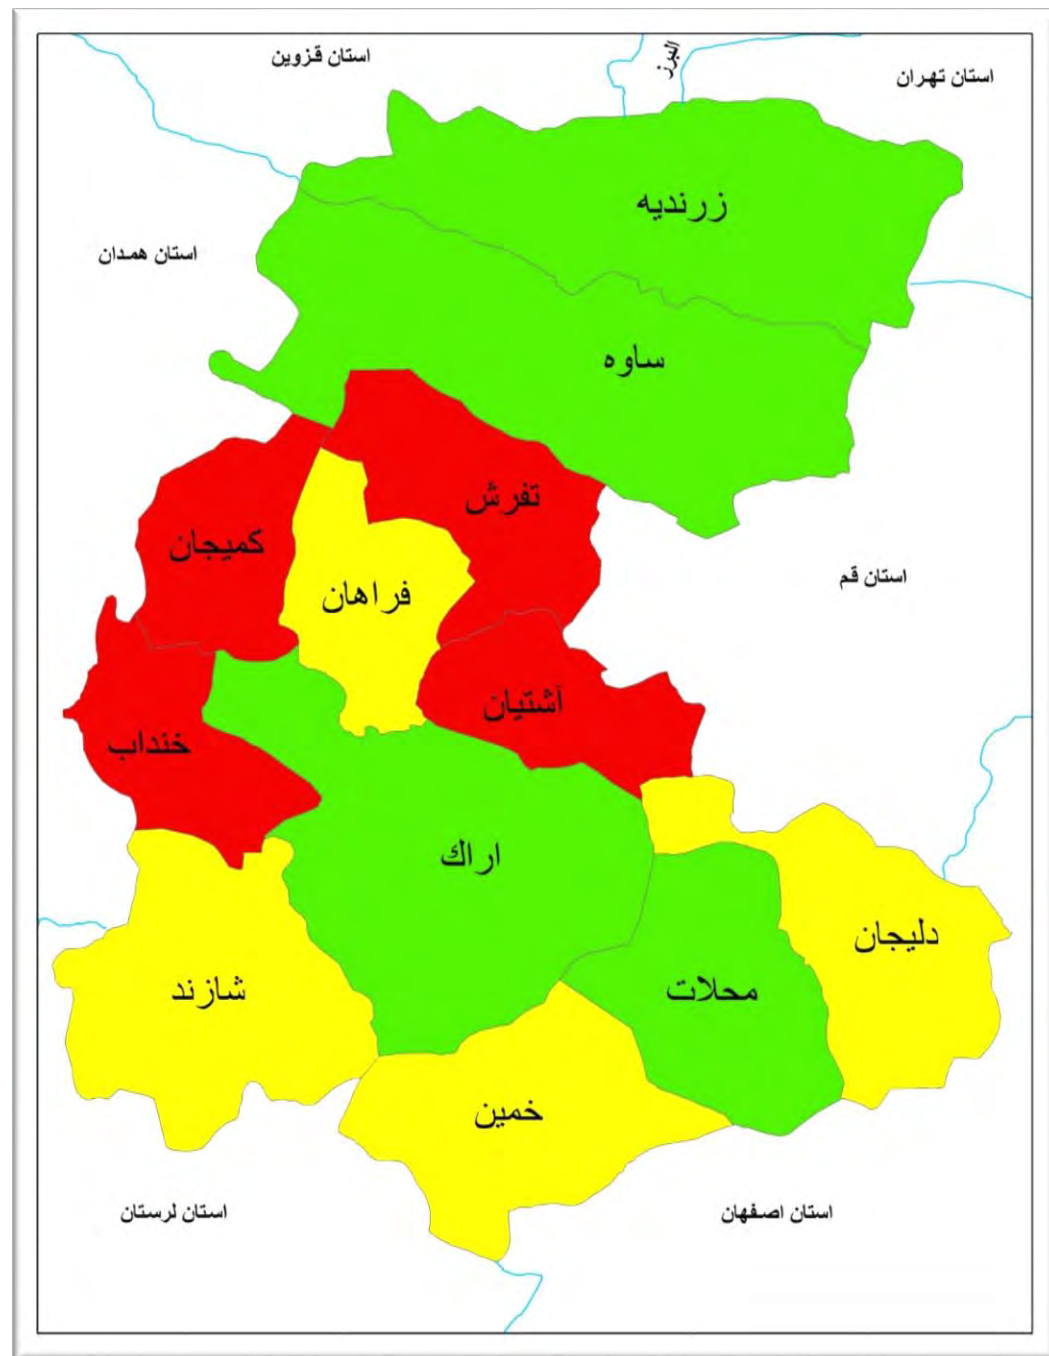 استان قزوین
البرز
استان تهران
زرندیه
استان همدان
ساوه
تفرش
کمیجان
استان قم
فراهان
آشتیان
خنداب
اراك
دلیجان
شازند
محلات
خمین
استان لرستان
استان اصفهان